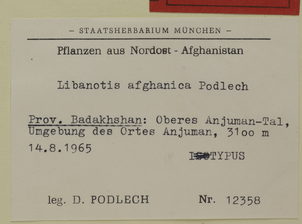 – STAATSHERBARIUM MÜNCHEN –
Pflanzen aus Nordost - Afghanistan
Libanotis afghanica Podlech
Prov. Badakhshan: Oberes Anjuman-Tal,
Umgebung des Ortes Anjuman, 3100 m
14.8.1965
TYPUS
leg. D. PODLECH Nr. 12358